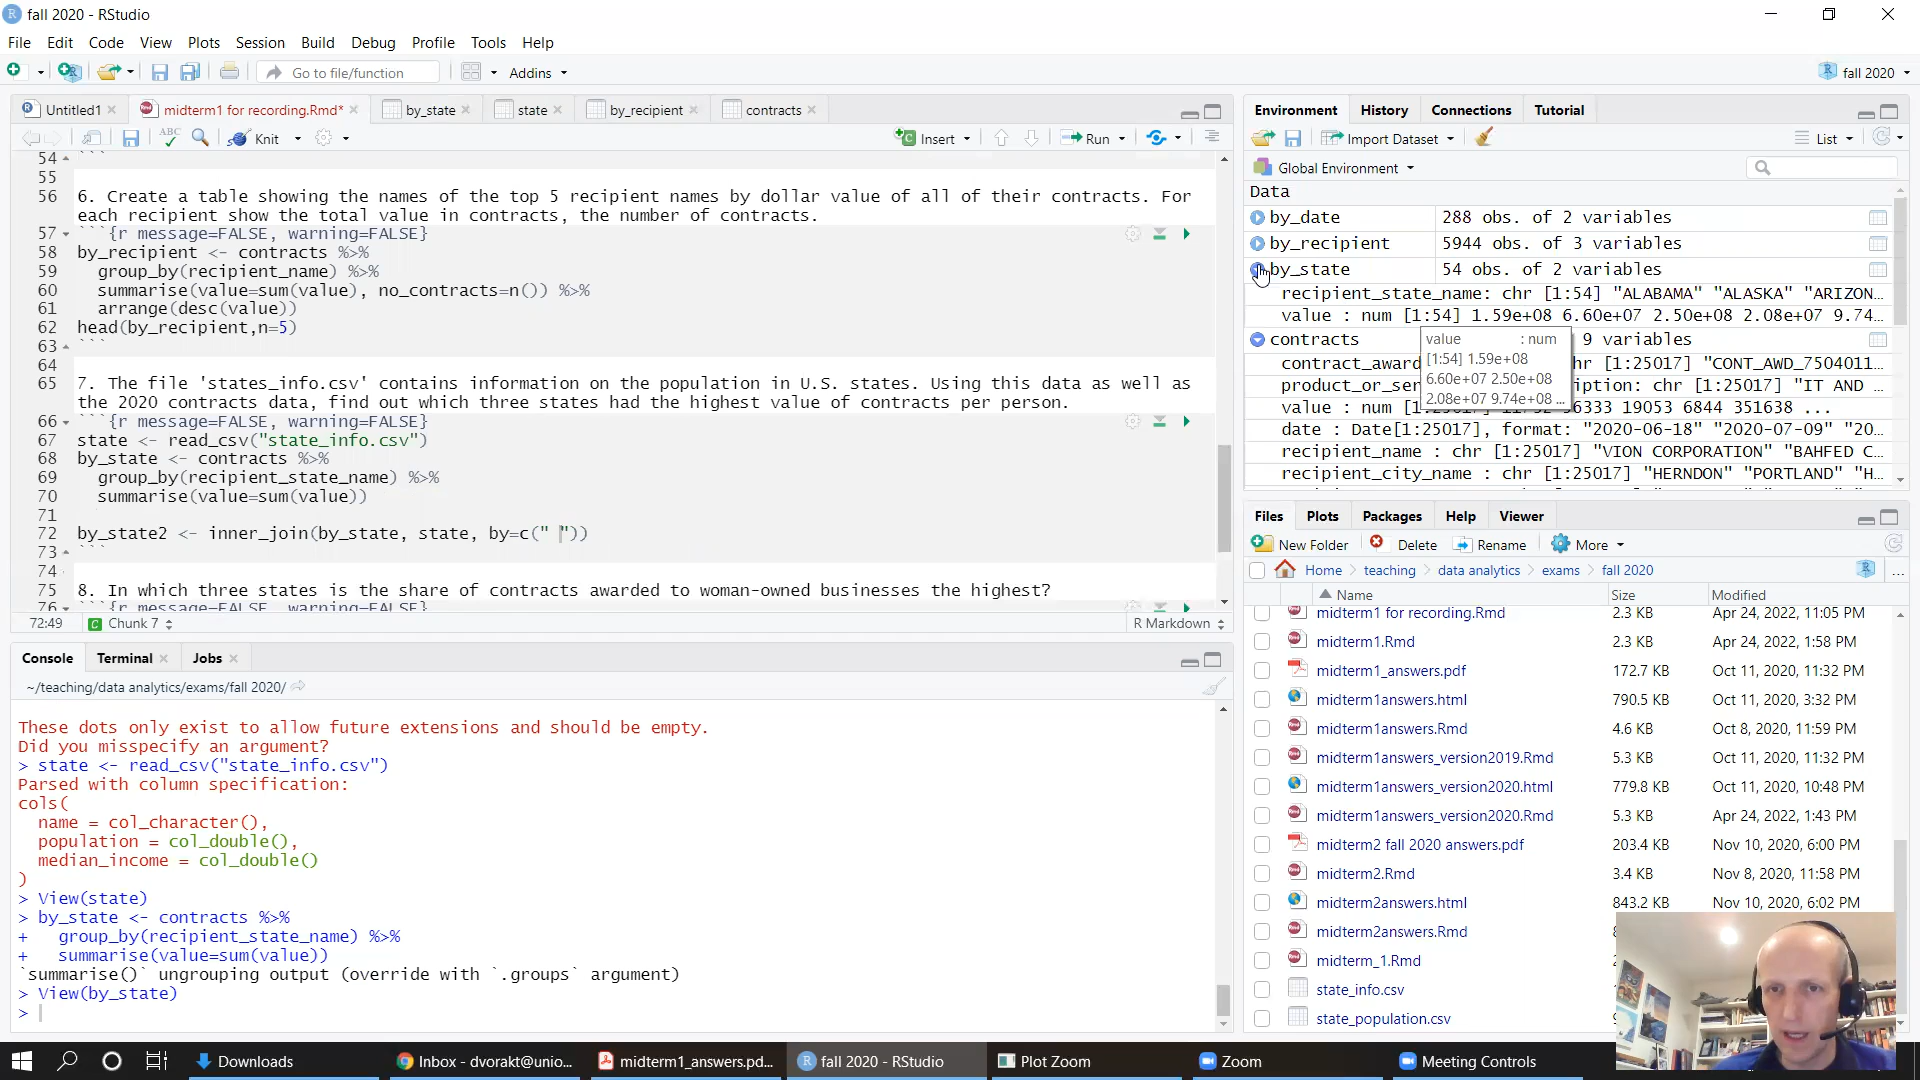 fall 2020 - RStudio
File Edit Code View Plots Session Build Debug Profile Tools Help
Go to file/function Addins fall 2020
Untitled1 midterm1 for recording.Rmd* by_state state by_recipient contracts
Knit Insert Run
54 ```
55
56 6. Create a table showing the names of the top 5 recipient names by dollar value of all of their contracts. For
each recipient show the total value in contracts, the number of contracts.
57 ```{r message=FALSE, warning=FALSE}
58 by_recipient <- contracts %>%
59 group_by(recipient_name) %>%
60 summarise(value=sum(value), no_contracts=n()) %>%
61 arrange(desc(value))
62 head(by_recipient,n=5)
63 ```
64
65 7. The file 'states_info.csv' contains information on the population in U.S. states. Using this data as well as
the 2020 contracts data, find out which three states had the highest value of contracts per person.
66 ```{r message=FALSE, warning=FALSE}
67 state <- read_csv("state_info.csv")
68 by_state <- contracts %>%
69 group_by(recipient_state_name) %>%
70 summarise(value=sum(value))
71
72 by_state2 <- inner_join(by_state, state, by=c(" "))
73 ```
74
75 8. In which three states is the share of contracts awarded to woman-owned businesses the highest?
76 ```{r message=FALSE, warning=FALSE}
72:49 Chunk 7 R Markdown
Console Terminal Jobs
~/teaching/data analytics/exams/fall 2020/
These dots only exist to allow future extensions and should be empty.
Did you misspecify an argument?
> state <- read_csv("state_info.csv")
Parsed with column specification:
cols(
name = col_character(),
population = col_double(),
median_income = col_double()
)
> View(state)
> by_state <- contracts %>%
+ group_by(recipient_state_name) %>%
+ summarise(value=sum(value))
`summarise()` ungrouping output (override with `.groups` argument)
> View(by_state)
>
Environment History Connections Tutorial
Import Dataset List
Global Environment
Data
by_date 288 obs. of 2 variables
by_recipient 5944 obs. of 3 variables
by_state 54 obs. of 2 variables
recipient_state_name: chr [1:54] "ALABAMA" "ALASKA" "ARIZON...
value : num [1:54] 1.59e+08 6.60e+07 2.50e+08 2.08e+07 9.74...
contracts 9 variables
contract_award hr [1:25017] "CONT_AWD_7504011...
product_or_ser iption: chr [1:25017] "IT AND ...
value : num 6333 19053 6844 351638 ...
date : Date[1:25017], format: "2020-06-18" "2020-07-09" "20...
recipient_name : chr [1:25017] "VION CORPORATION" "BAHFED C...
recipient_city_name : chr [1:25017] "HERNDON" "PORTLAND" "H...
value : num
[1:54] 1.59e+08
6.60e+07 2.50e+08
2.08e+07 9.74e+08 ...
Files Plots Packages Help Viewer
New Folder Delete Rename More
Home teaching data analytics exams fall 2020 ...
Name Size Modified
midterm1 for recording.Rmd 2.3 KB Apr 24, 2022, 11:05 PM
midterm1.Rmd 2.3 KB Apr 24, 2022, 1:58 PM
midterm1_answers.pdf 172.7 KB Oct 11, 2020, 11:32 PM
midterm1answers.html 790.5 KB Oct 11, 2020, 3:32 PM
midterm1answers.Rmd 4.6 KB Oct 8, 2020, 11:59 PM
midterm1answers_version2019.Rmd 5.3 KB Oct 11, 2020, 11:32 PM
midterm1answers_version2020.html 779.8 KB Oct 11, 2020, 10:48 PM
midterm1answers_version2020.Rmd 5.3 KB Apr 24, 2022, 1:43 PM
midterm2 fall 2020 answers.pdf 203.4 KB Nov 10, 2020, 6:00 PM
midterm2.Rmd 3.4 KB Nov 8, 2020, 11:58 PM
midterm2answers.html 843.2 KB Nov 10, 2020, 6:02 PM
midterm2answers.Rmd
midterm_1.Rmd
state_info.csv
state_population.csv
Downloads Inbox - dvorakt@unio... midterm1_answers.pd... fall 2020 - RStudio Plot Zoom Zoom Meeting Controls